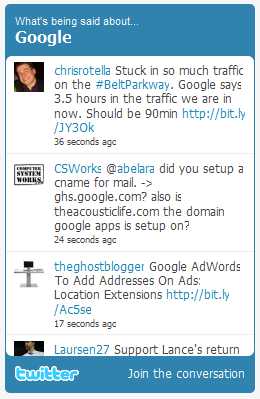 What's being said about...
Google
chrisrotella Stuck in so much traffic
on the #BeltParkway. Google says
3.5 hours in the traffic we are in
now. Should be 90min http://bit.ly
/JY3Ok
36 seconds ago
COMPUTER
SYSTEM
WORKS
CSWorks @abelara did you setup a
cname for mail. ->
ghs.google.com? also is
theacousticlife.com the domain
google apps is setup on?
24 seconds ago
theghostblogger Google AdWords
To Add Addresses On Ads:
Location Extensions http://bit.ly
/Ac5se
17 seconds ago
Laursen27 Support Lance's return
twitter
Join the conversation